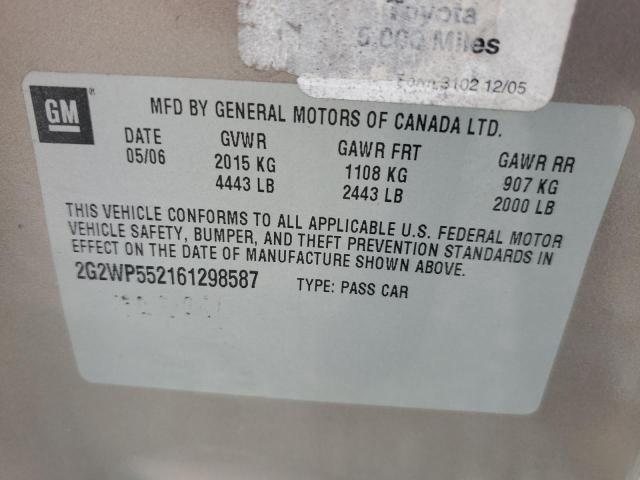 Toyota
5,000 Miles
3102 12/05
GM®
MFD BY GENERAL MOTORS OF CANADA LTD.
DATE GVWR GAWR FRT GAWR RR
05/06 2015 KG 1108 KG 907 KG
4443 LB 2443 LB 2000 LB
THIS VEHICLE CONFORMS TO ALL APPLICABLE U.S. FEDERAL MOTOR
VEHICLE SAFETY, BUMPER, AND THEFT PREVENTION STANDARDS IN
EFFECT ON THE DATE OF MANUFACTURE SHOWN ABOVE.
2G2WP552161298587 TYPE: PASS CAR